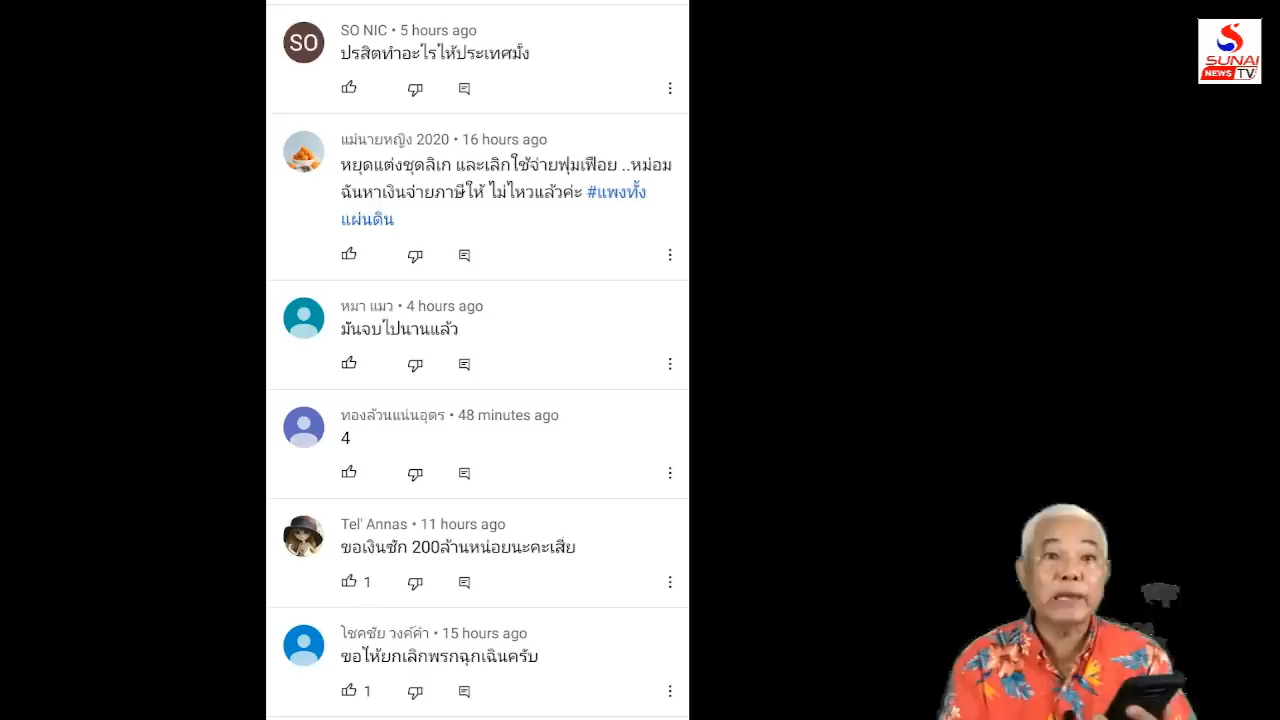 SO
SO NIC • 5 hours ago
ปรสิตทำอะไรให้ประเทศมั้ง
แม่นายหญิง 2020 • 16 hours ago
หยุดแต่งชุดลิเก และเลิกใช้จ่ายฟุ่มเฟือย ..หม่อม
ฉันหาเงินจ่ายภาษีให้ ไม่ไหวแล้วค่ะ #แพงทั้ง
แผ่นดิน
หมา แมว • 4 hours ago
มันจบไปนานแล้ว
ทองล้วนแน่นอุดร • 48 minutes ago
4
Tel' Annas • 11 hours ago
ขอเงินซัก 200ล้านหน่อยนะคะเสี่ย
1
โชคชัย วงค์คำ • 15 hours ago
ขอให้ยกเลิกพรกฉุกเฉินครับ
1
S
SUNAI
NEWS TV